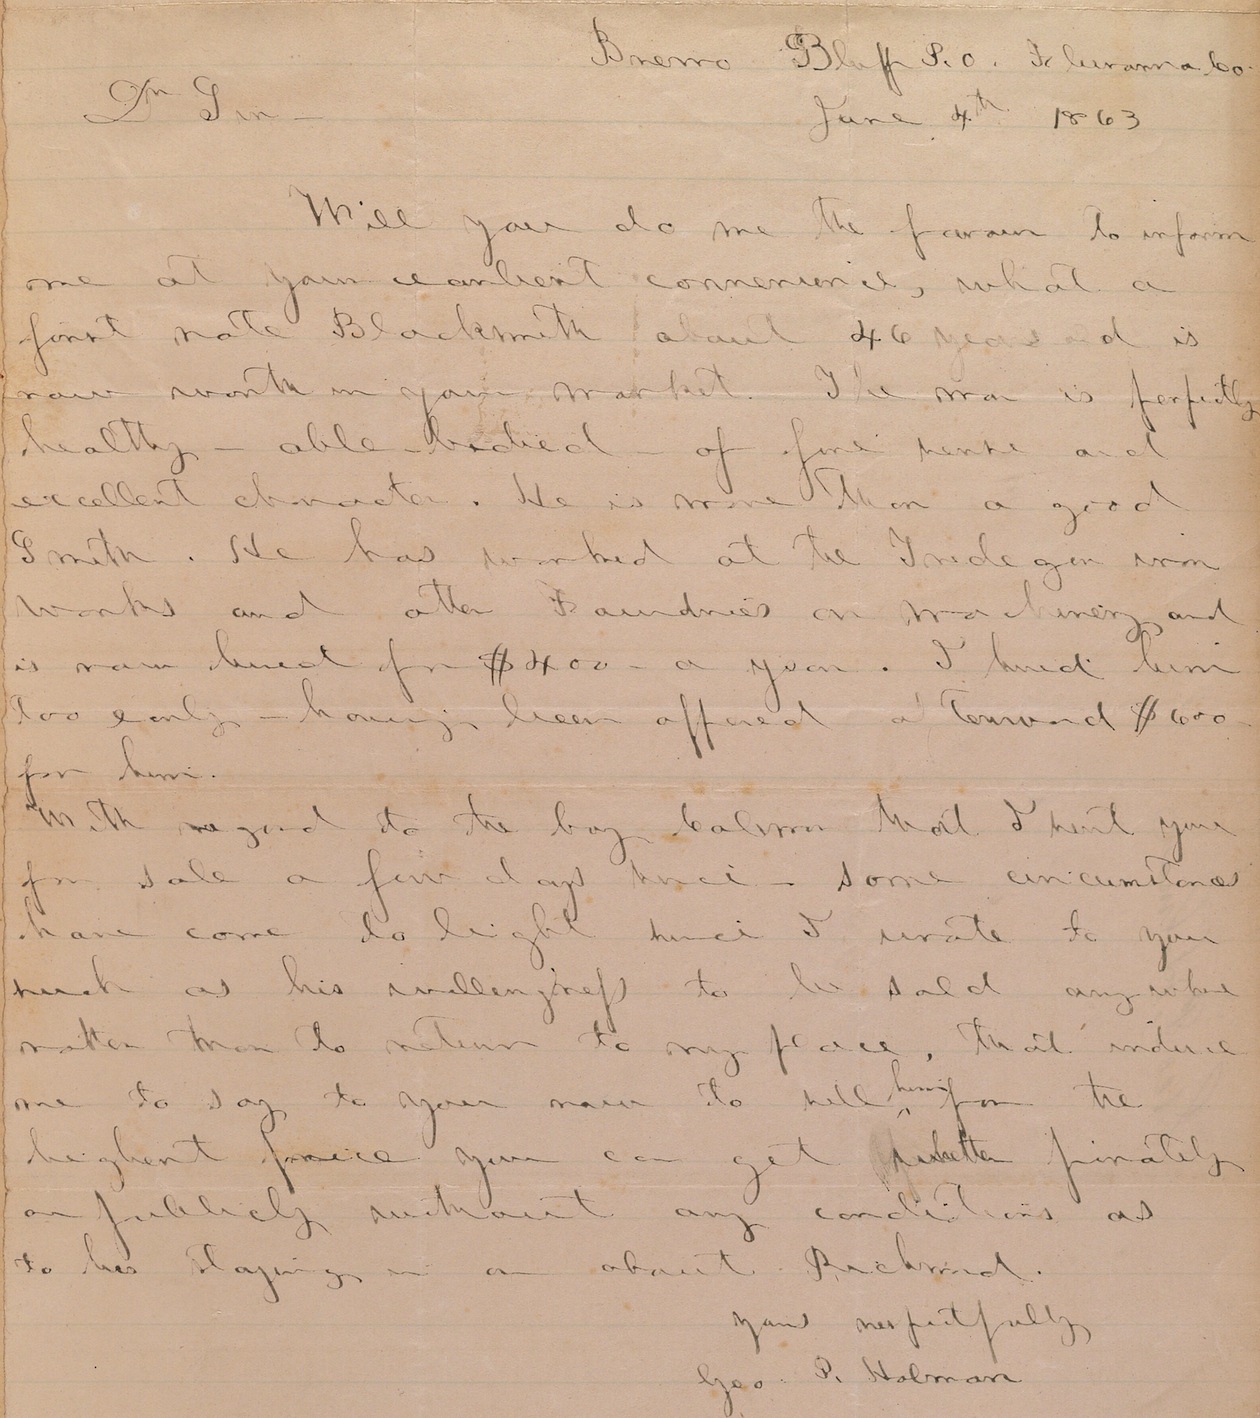 Bremo Bluff P.O. Fluvanna Co.
June 4th 1863
Dr Sir –
Will you do me the favour to inform
me at your earliest convenience, what a
first rate Blacksmith about 46 years old is
now worth in your market. The man is perfectly
healthy – able-bodied – of fine sense and
excellent character. He is more than a good
Smith. He has worked at the Tredegar iron
works and other Foundries on machinery and
is now hired for $400 – a year. I hired him
too early – having been offered afterward $600 –
for him.
With regard to the boy Calvin that I sent you
for sale a few days since – some circumstances
have come to light since I wrote to you
such as his willingness to be sold anywhere
rather than to return to my place, that induce
me to say to you now to sell him for the
highest price you can get whether privately
or publicly without any conditions as
to his staying in or about Richmond.
yours respectfully
Geo. P. Holman